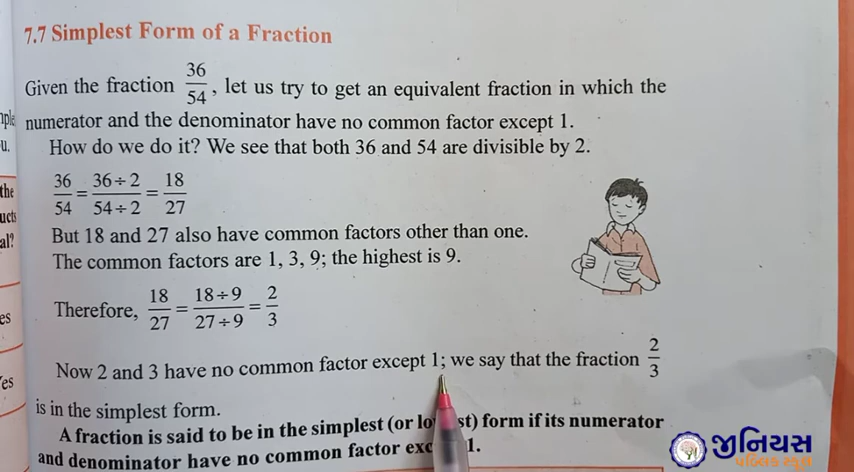 7.7 Simplest Form of a Fraction
Given the fraction 36/54, let us try to get an equivalent fraction in which the
numerator and the denominator have no common factor except 1.
How do we do it? We see that both 36 and 54 are divisible by 2.
36/54 = 36÷2/54÷2 = 18/27
But 18 and 27 also have common factors other than one.
The common factors are 1, 3, 9; the highest is 9.
Therefore, 18/27 = 18÷9/27÷9 = 2/3
Now 2 and 3 have no common factor except 1; we say that the fraction 2/3
is in the simplest form.
A fraction is said to be in the simplest (or form if its numerator
and denominator have no common factor 1.
u.
the
ucts
al?
es
જીનિયસ
પબ્લિક સ્કૂલ